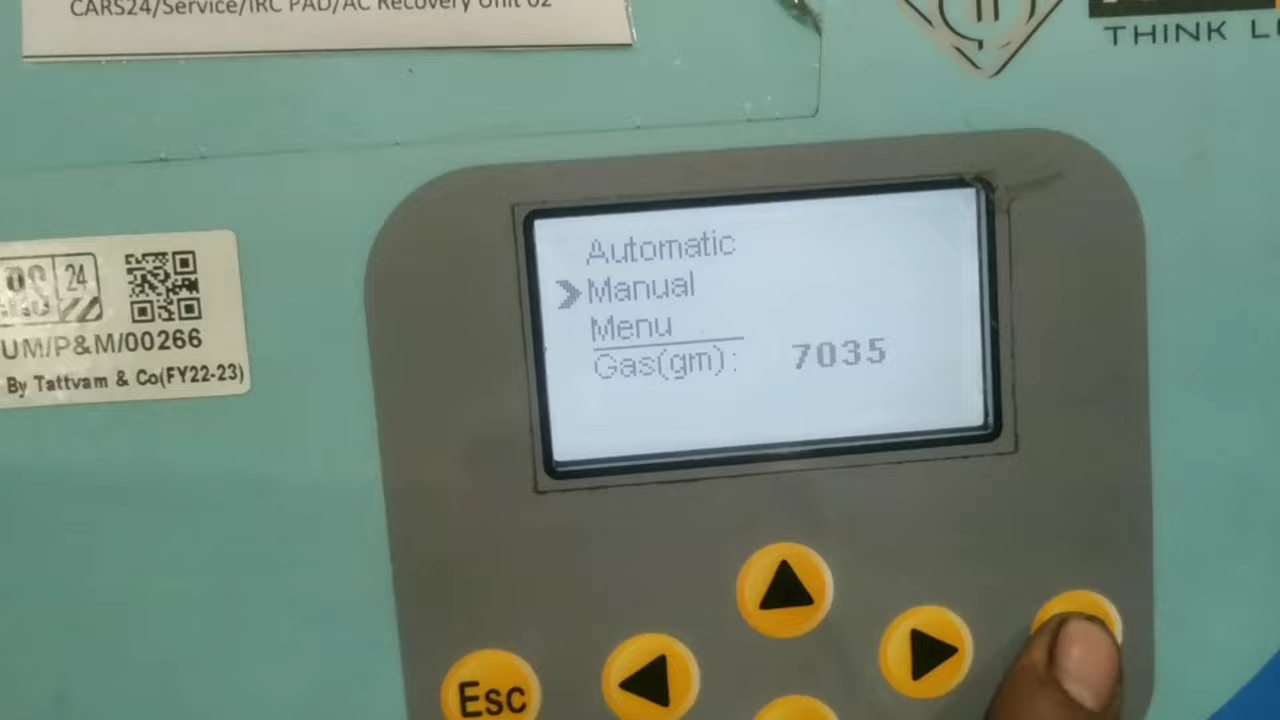 CARS24/Service/IRC PAD/AC Recovery Unit 02
THINK
Automatic
Manual
Menu
Gas(gm): 7035
24
UM/P&M/00266
By Tattvam & Co(FY22-23)
Esc